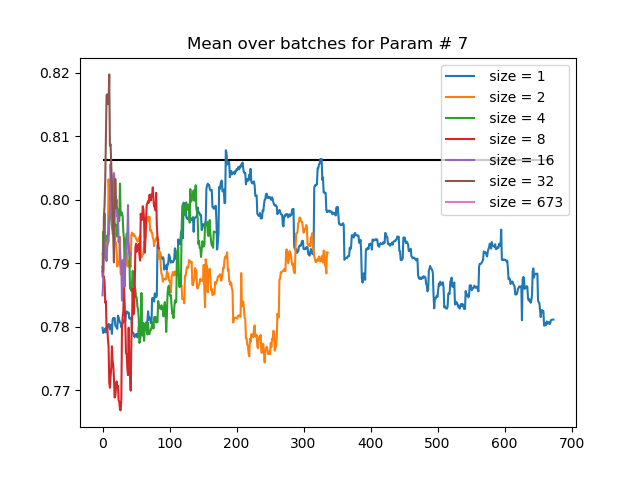 Mean over batches for Param # 7
0.82
0.81
0.80
0.79
0.78
0.77
0
100
200
300
400
500
600
700
size = 1
size = 2
size = 4
size = 8
size = 16
size = 32
size = 673